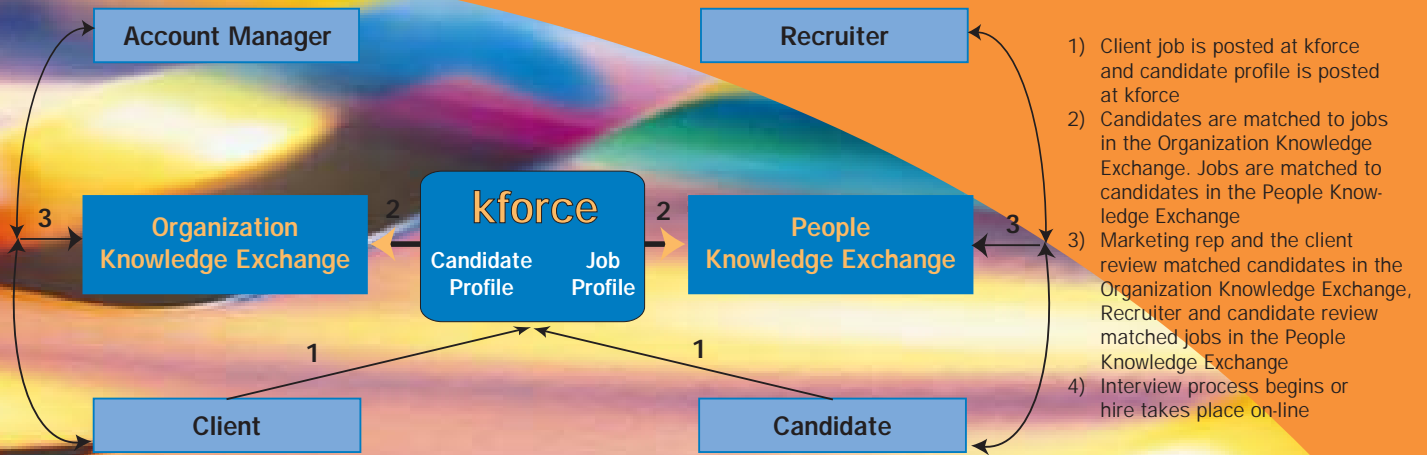 Account Manager
Recruiter
3
Organization
Knowledge Exchange
2
kforce
Candidate
Profile
Job
Profile
2
People
Knowledge Exchange
3
1
1
Client
Candidate
1) Client job is posted at kforce
and candidate profile is posted
at kforce
2) Candidates are matched to jobs
in the Organization Knowledge
Exchange. Jobs are matched to
candidates in the People Know-
ledge Exchange
3) Marketing rep and the client
review matched candidates in the
Organization Knowledge Exchange,
Recruiter and candidate review
matched jobs in the People
Knowledge Exchange
4) Interview process begins or
hire takes place on-line